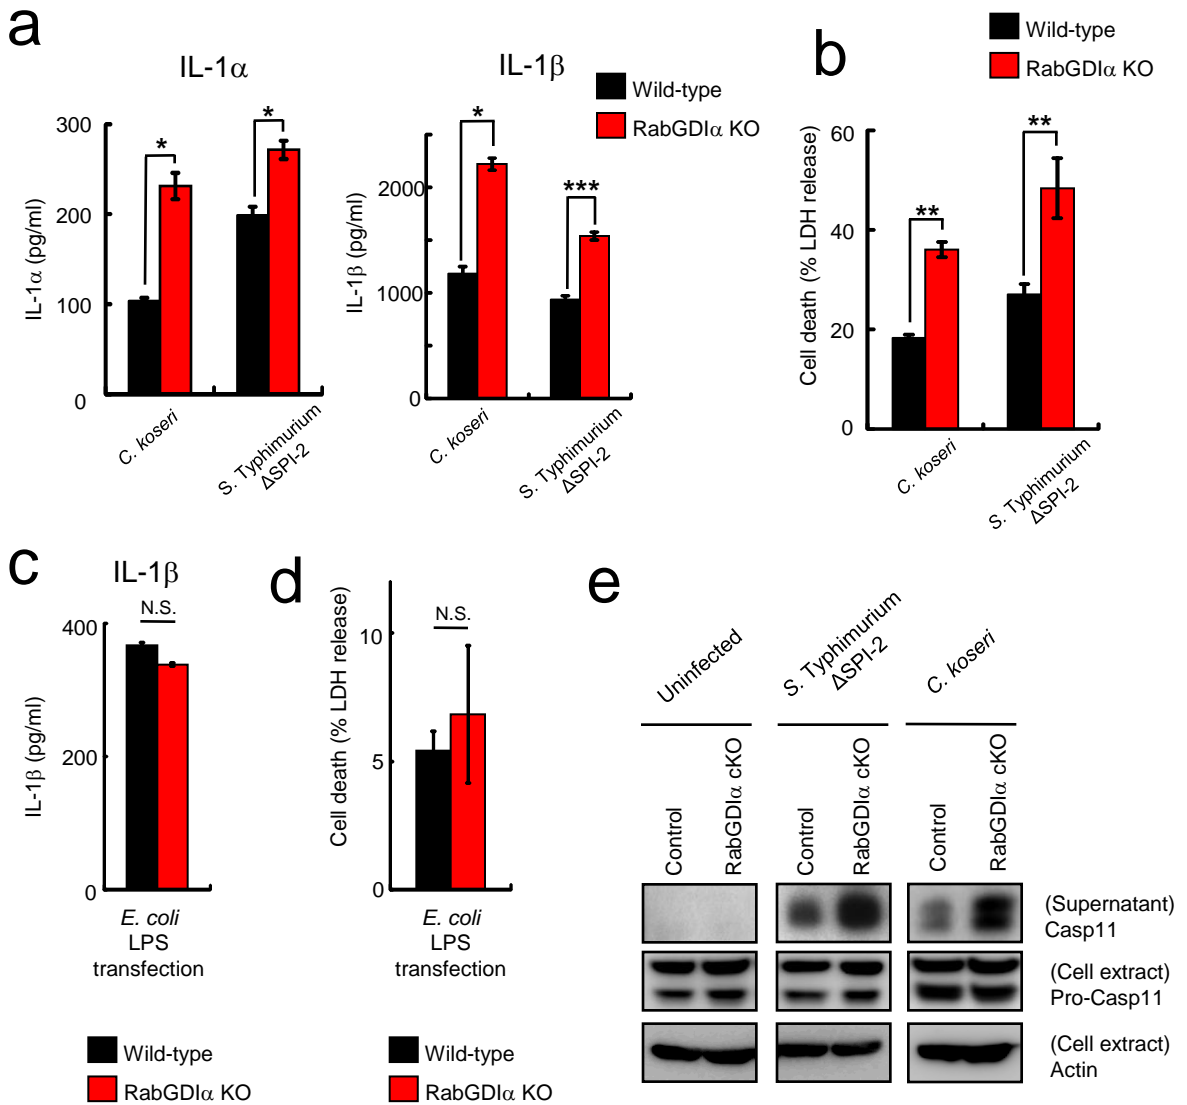 a
IL-1α
IL-1α (pg/ml)
300
200
100
0
*
*
C. koseri
S. Typhimurium
ΔSPI-2
IL-1β
Wild-type
RabGDIα KO
IL-1β (pg/ml)
2000
1000
0
*
***
C. koseri
S. Typhimurium
ΔSPI-2
b
Wild-type
RabGDIα KO
Cell death (% LDH release)
60
40
20
0
**
**
C. koseri
S. Typhimurium
ΔSPI-2
c
IL-1β
N.S.
IL-1β (pg/ml)
400
200
0
E. coli
LPS
transfection
Wild-type
RabGDIα KO
d
Cell death (% LDH release)
N.S.
10
5
0
E. coli
LPS
transfection
Wild-type
RabGDIα KO
e
Uninfected
S. Typhimurium
ΔSPI-2
C. koseri
Control
RabGDIα cKO
Control
RabGDIα cKO
Control
RabGDIα cKO
(Supernatant)
Casp11
(Cell extract)
Pro-Casp11
(Cell extract)
Actin